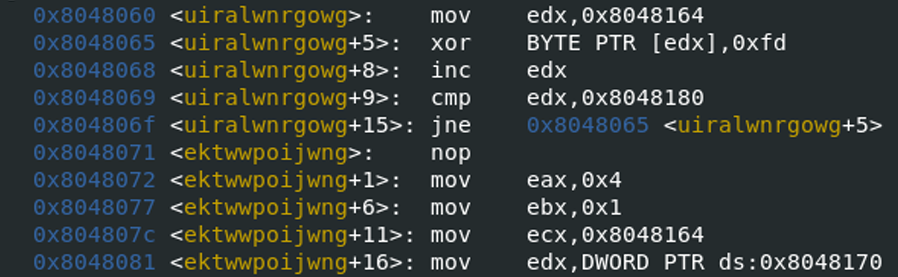 0x8048060 <uiralwnrgowg>: mov edx,0x8048164
0x8048065 <uiralwnrgowg+5>: xor BYTE PTR [edx],0xfd
0x8048068 <uiralwnrgowg+8>: inc edx
0x8048069 <uiralwnrgowg+9>: cmp edx,0x8048180
0x804806f <uiralwnrgowg+15>: jne 0x8048065 <uiralwnrgowg+5>
0x8048071 <ektwwpoijwng>: nop
0x8048072 <ektwwpoijwng+1>: mov eax,0x4
0x8048077 <ektwwpoijwng+6>: mov ebx,0x1
0x804807c <ektwwpoijwng+11>: mov ecx,0x8048164
0x8048081 <ektwwpoijwng+16>: mov edx,DWORD PTR ds:0x8048170